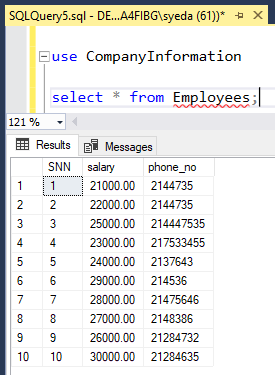 SQLQuery5.sql - DE...A4FIBG\syeda (61))*
use CompanyInformation
select * from Employees;
121 %
Results Messages
SNN salary phone_no
1 1 21000.00 2144735
2 2 22000.00 2144735
3 3 25000.00 214447535
4 4 23000.00 217533455
5 5 24000.00 2137643
6 6 29000.00 214536
7 7 28000.00 21475646
8 8 27000.00 2148386
9 9 26000.00 21284732
10 10 30000.00 21284635